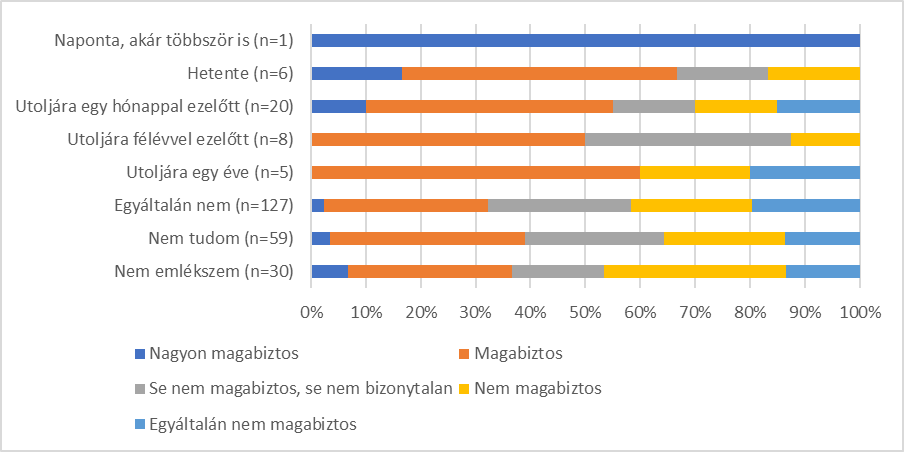 Naponta, akár többször is (n=1)
Hetente (n=6)
Utoljára egy hónappal ezelőtt (n=20)
Utoljára félévvel ezelőtt (n=8)
Utoljára egy éve (n=5)
Egyáltalán nem (n=127)
Nem tudom (n=59)
Nem emlékszem (n=30)
0% 10% 20% 30% 40% 50% 60% 70% 80% 90% 100%
Nagyon magabiztos Magabiztos
Se nem magabiztos, se nem bizonytalan Nem magabiztos
Egyáltalán nem magabiztos